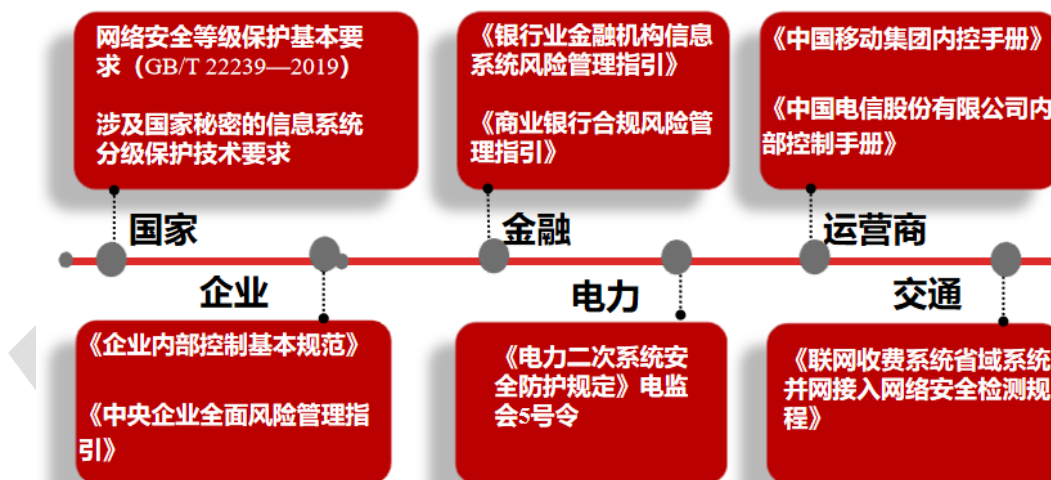 网络安全等级保护基本要
求（GB/T 22239—2019）
涉及国家秘密的信息系统
分级保护技术要求
《银行业金融机构信息
系统风险管理指引》
《商业银行合规风险管
理指引》
《中国移动集团内控手册》
《中国电信股份有限公司内
部控制手册》
国家
金融
运营商
企业
电力
交通
《企业内部控制基本规范》
《中央企业全面风险管理指
引》
《电力二次系统安
全防护规定》电监
会5号令
《联网收费系统省域系统
并网接入网络安全检测规
程》